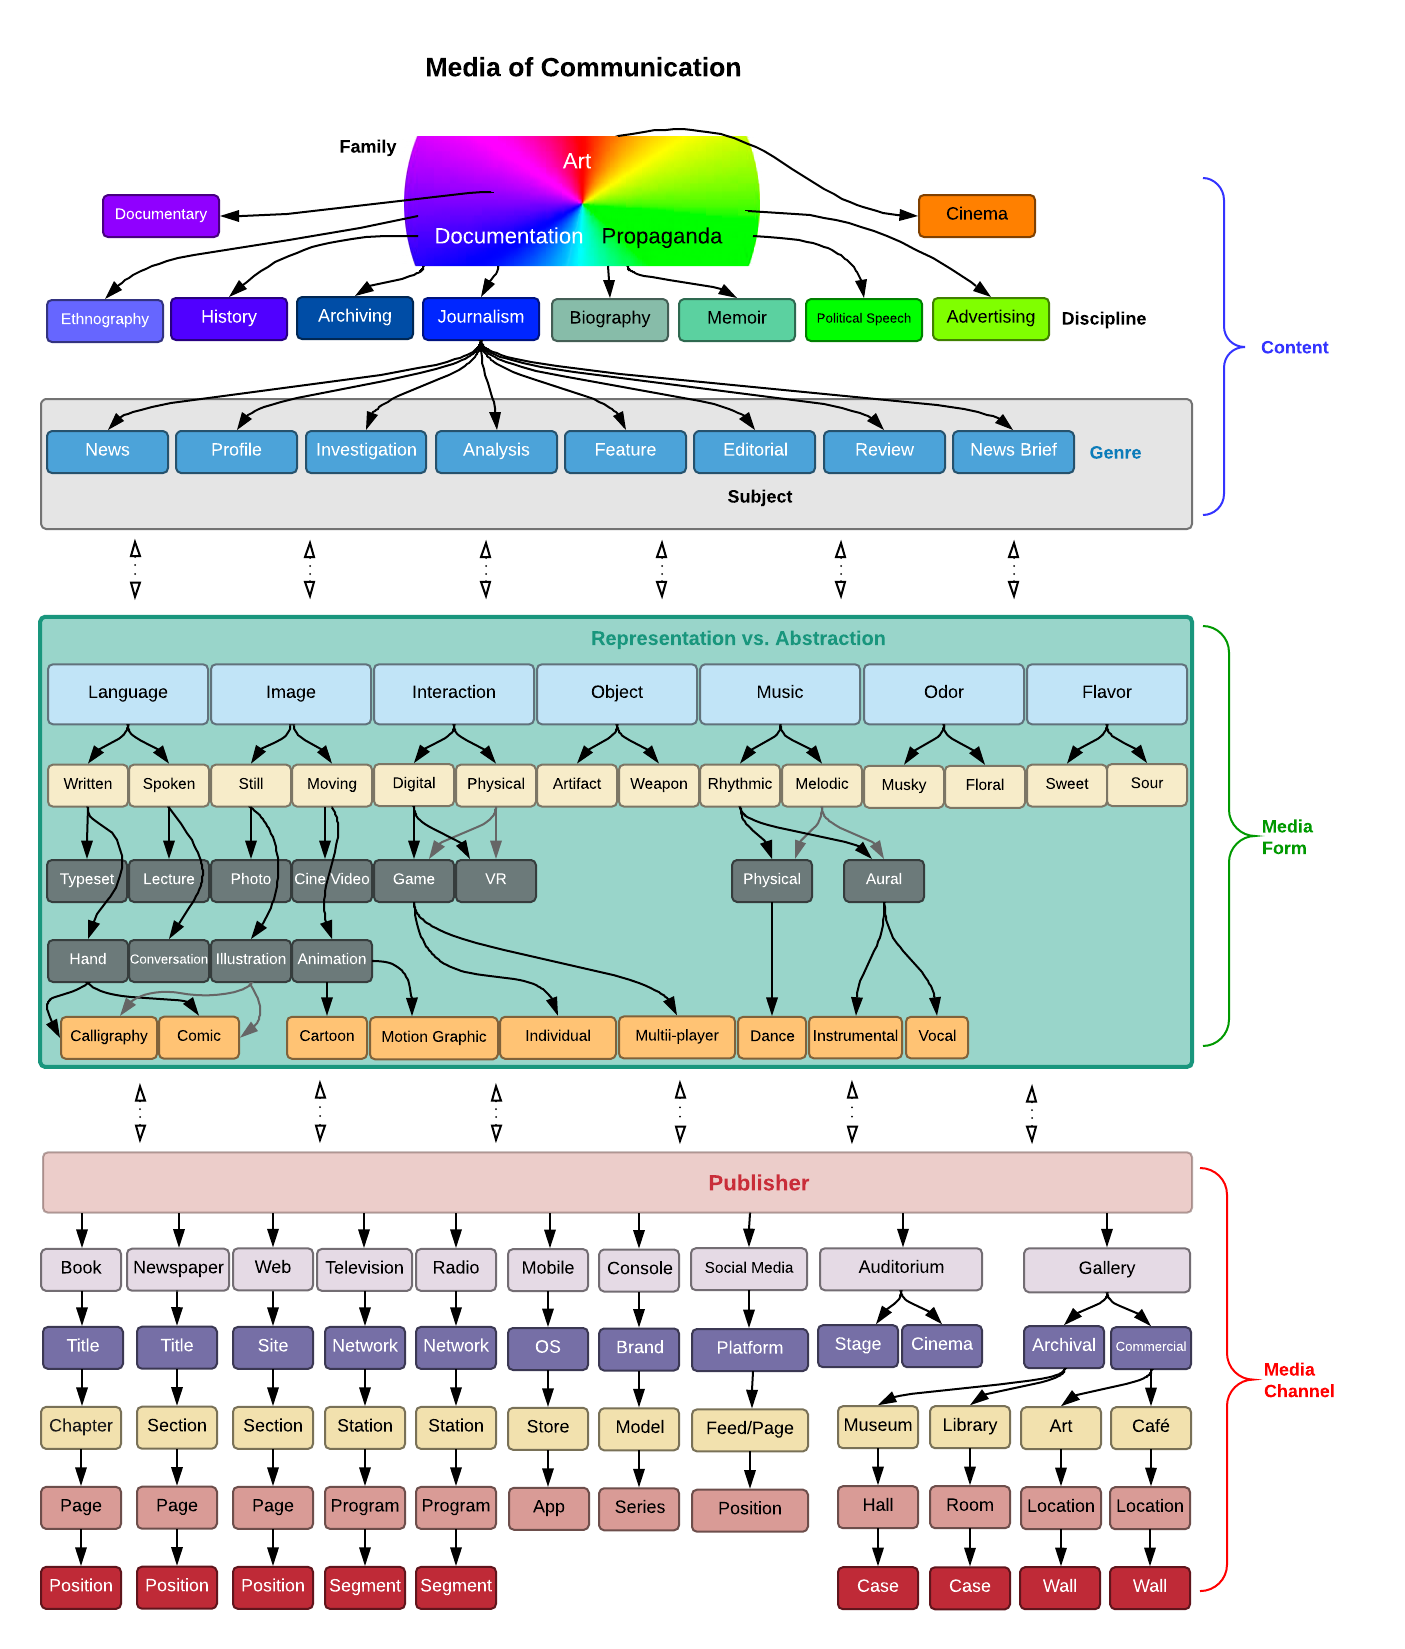 Media of Communication
Family
Art
Documentary
Cinema
Documentation
Propaganda
Ethnography
History
Archiving
Journalism
Biography
Memoir
Political Speech
Advertising
Discipline
Content
News
Profile
Investigation
Analysis
Feature
Editorial
Review
News Brief
Genre
Subject
Representation vs. Abstraction
Language
Image
Interaction
Object
Music
Odor
Flavor
Written
Spoken
Still
Moving
Digital
Physical
Artifact
Weapon
Rhythmic
Melodic
Musky
Floral
Sweet
Sour
Media
Form
Typeset
Lecture
Photo
Cine Video
Game
VR
Physical
Aural
Hand
Conversation
Illustration
Animation
Calligraphy
Comic
Cartoon
Motion Graphic
Individual
Multii-player
Dance
Instrumental
Vocal
Publisher
Book
Newspaper
Web
Television
Radio
Mobile
Console
Social Media
Auditorium
Gallery
Title
Title
Site
Network
Network
OS
Brand
Platform
Stage
Cinema
Archival
Commercial
Media
Channel
Chapter
Section
Section
Station
Station
Store
Model
Feed/Page
Museum
Library
Art
Café
Page
Page
Page
Program
Program
App
Series
Position
Hall
Room
Location
Location
Position
Position
Position
Segment
Segment
Case
Case
Wall
Wall